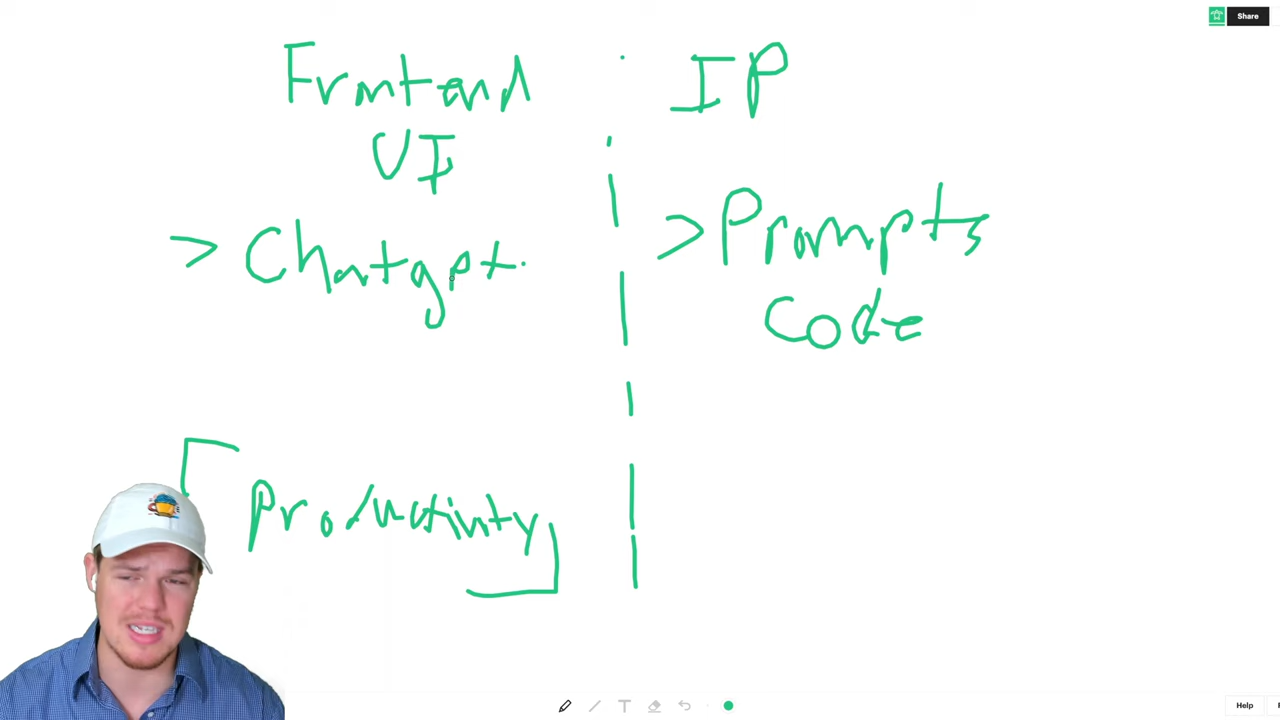 Frontend
UI
> Chatgpt
Productivity
IP
> Prompts
Code
Share
Help